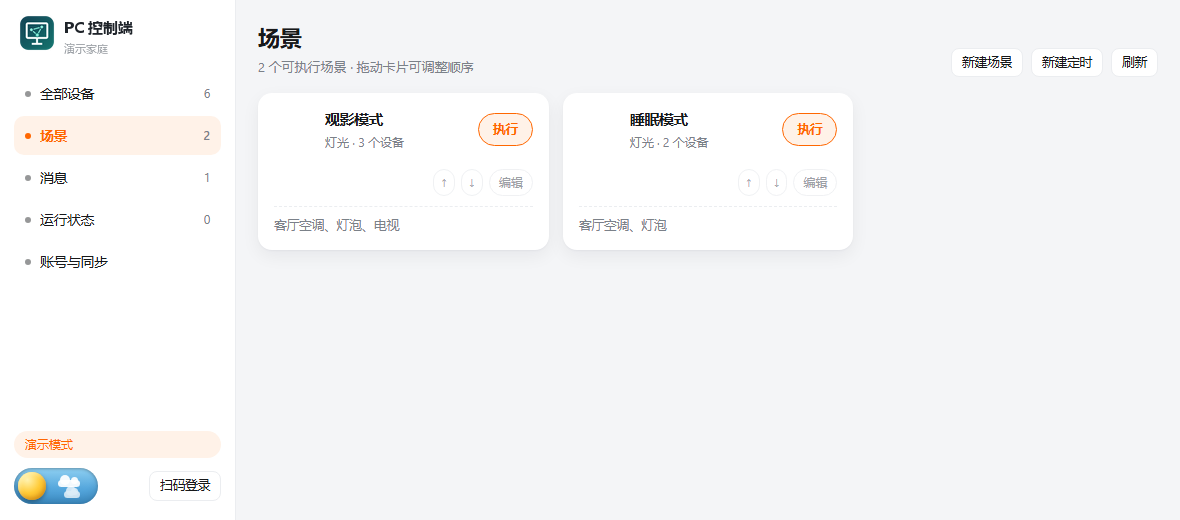 PC 控制端
演示家庭
全部设备 6
场景 2
消息 1
运行状态 0
账号与同步
演示模式
扫码登录
场景
2 个可执行场景 · 拖动卡片可调整顺序
新建场景 新建定时 刷新
观影模式
灯光 · 3 个设备
执行
↑ ↓ 编辑
客厅空调、灯泡、电视
睡眠模式
灯光 · 2 个设备
执行
↑ ↓ 编辑
客厅空调、灯泡